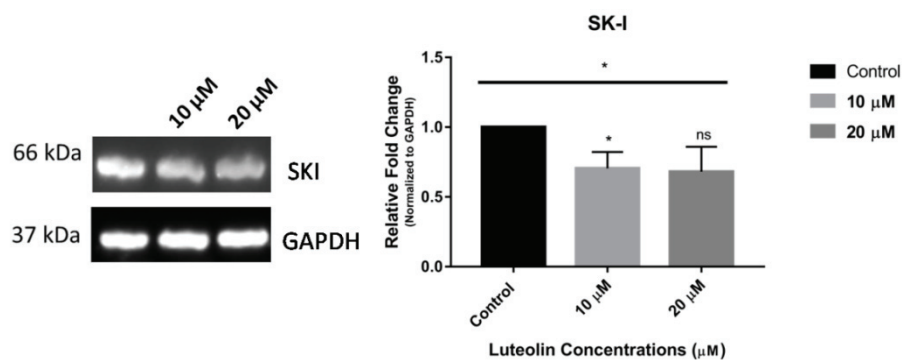 10 µM
20 µM
66 kDa
SKI
37 kDa
GAPDH
SK-I
Relative Fold Change
(Normalized to GAPDH)
1.5
1.0
0.5
0.0
*
*
ns
Control
10 µM
20 µM
Luteolin Concentrations (µM)
Control
10 µM
20 µM